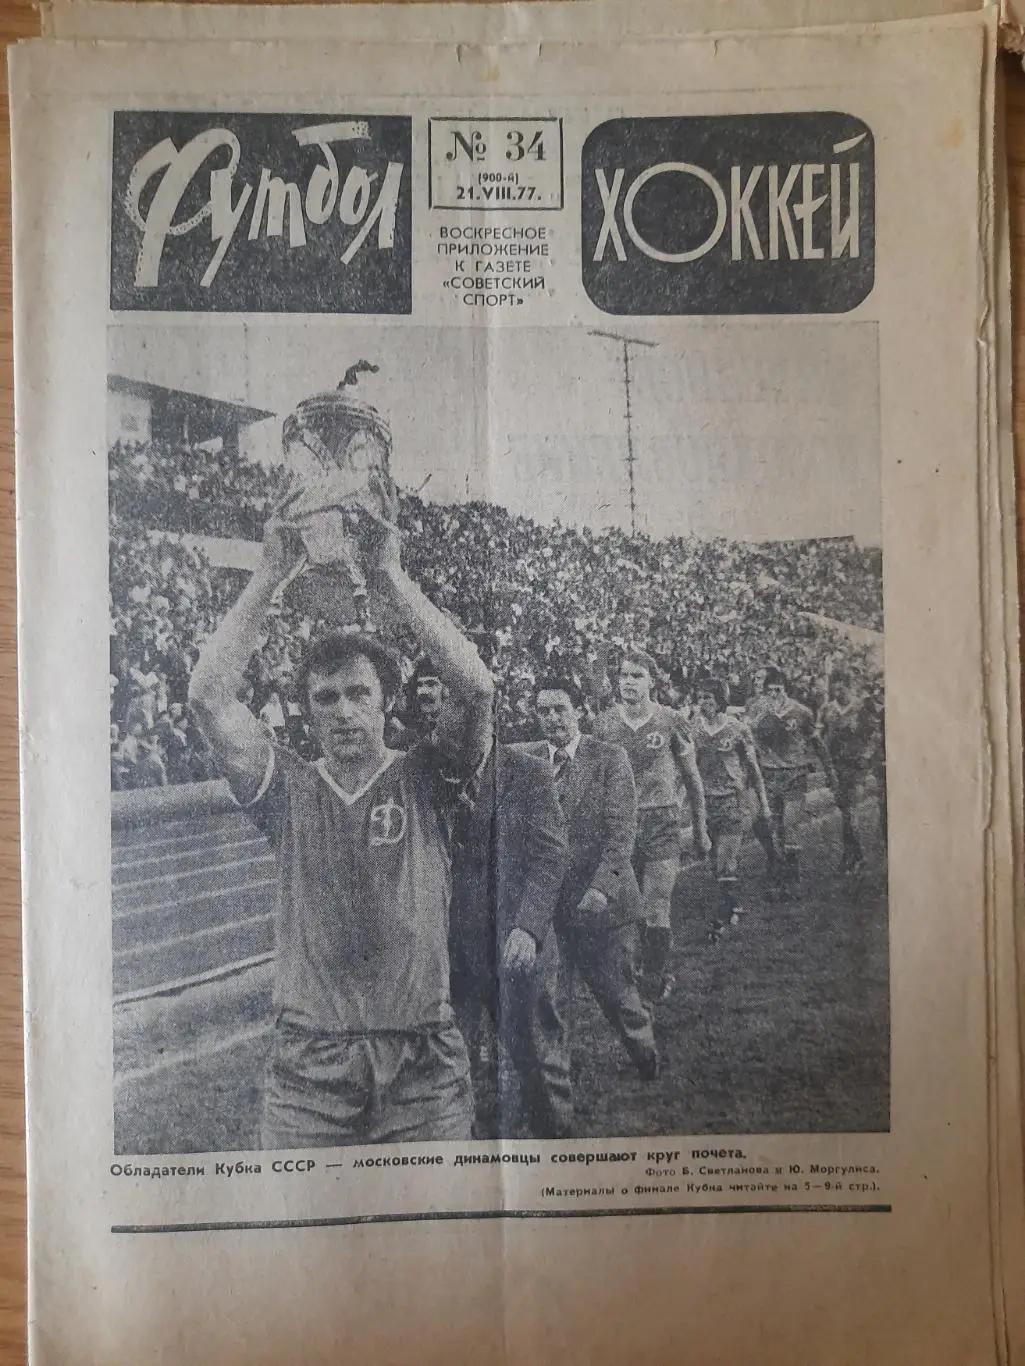 Футбол
№ 34
(900-й)
21.VIII.77.
ВОСКРЕСНОЕ
ПРИЛОЖЕНИЕ
К ГАЗЕТЕ
«СОВЕТСКИЙ
СПОРТ»
ХОККЕЙ
Д
Д
Обладатели Кубка СССР — московские динамовцы совершают круг почета.
Фото Б. Светланова и Ю. Моргулиса.
(Материалы о финале Кубка читайте на 5—9-й стр.).